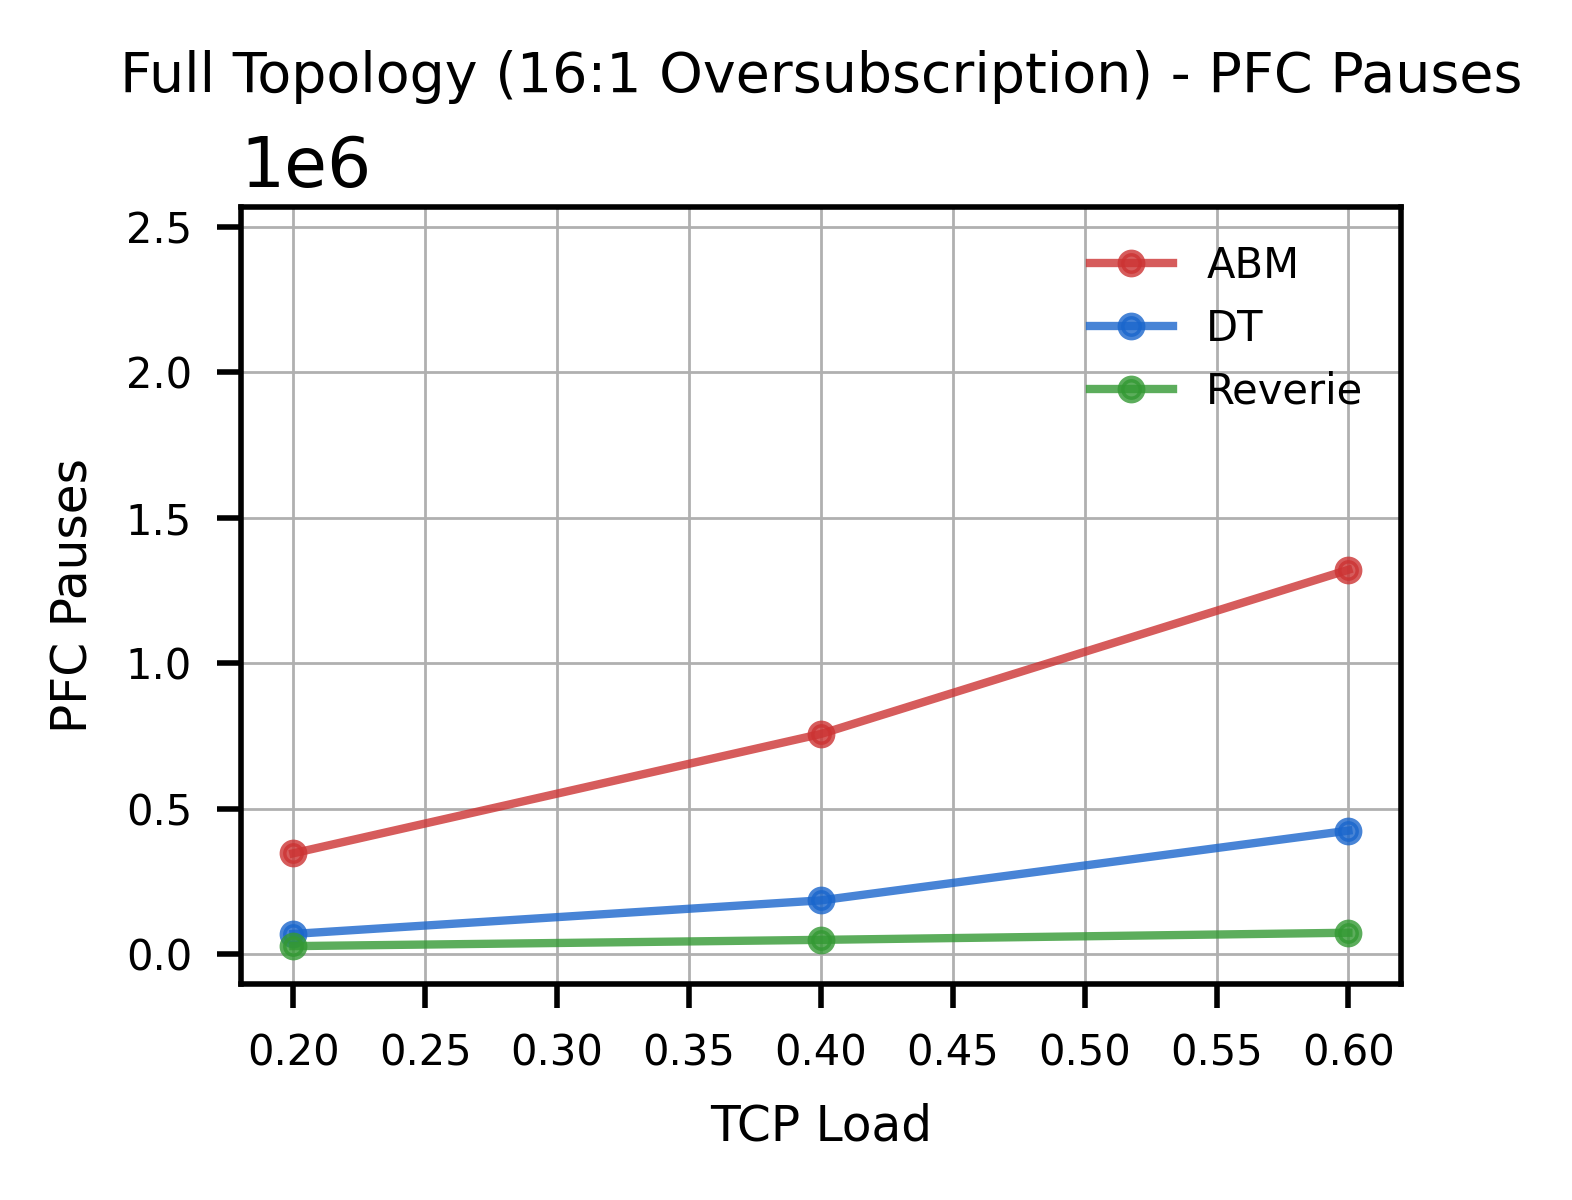 Full Topology (16:1 Oversubscription) - PFC Pauses
1e6
2.5
2.0
1.5
1.0
0.5
0.0
PFC Pauses
ABM
DT
Reverie
0.20 0.25 0.30 0.35 0.40 0.45 0.50 0.55 0.60
TCP Load